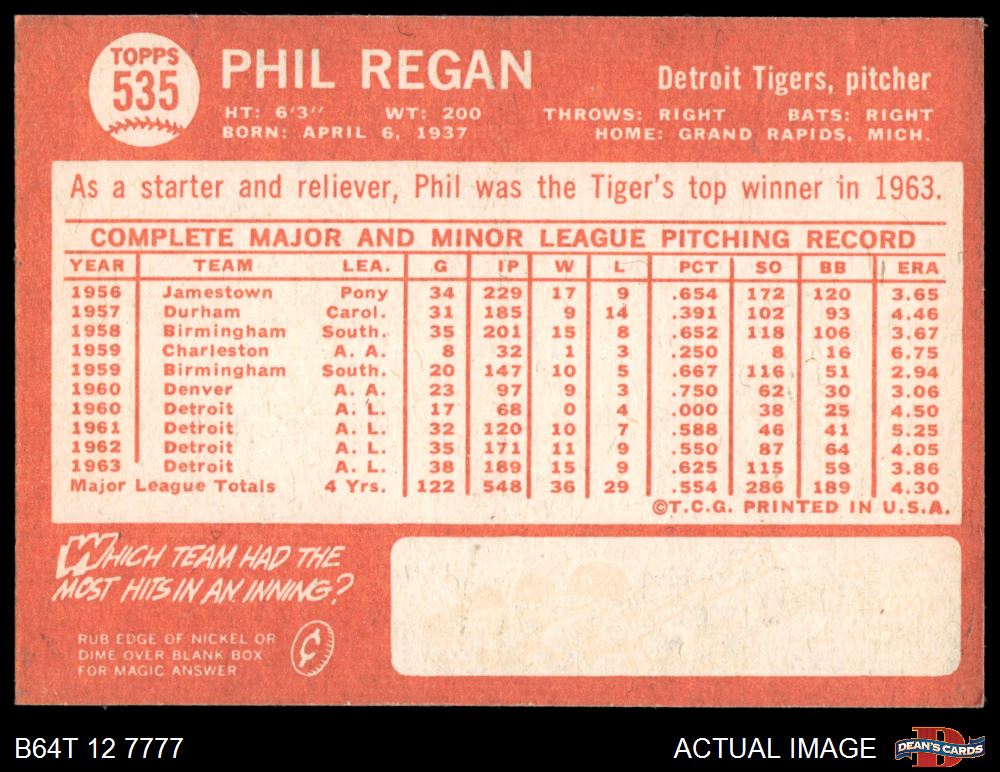 TOPPS
535
PHIL REGAN
Detroit Tigers, pitcher
HT: 6'3" WT: 200 THROWS: RIGHT BATS: RIGHT
BORN: APRIL 6, 1937 HOME: GRAND RAPIDS, MICH.
As a starter and reliever, Phil was the Tiger's top winner in 1963.
COMPLETE MAJOR AND MINOR LEAGUE PITCHING RECORD
YEAR TEAM LEA. G IP W L PCT SO BB ERA
1956 Jamestown Pony 34 229 17 9 .654 172 120 3.65
1957 Durham Carol. 31 185 9 14 .391 102 93 4.46
1958 Birmingham South. 35 201 15 8 .652 118 106 3.67
1959 Charleston A. A. 8 32 1 3 .250 8 16 6.75
1959 Birmingham South. 20 147 10 5 .667 116 51 2.94
1960 Denver A. A. 23 97 9 3 .750 62 30 3.06
1960 Detroit A. L. 17 68 0 4 .000 38 25 4.50
1961 Detroit A. L. 32 120 10 7 .588 46 41 5.25
1962 Detroit A. L. 35 171 11 9 .550 87 64 4.05
1963 Detroit A. L. 38 189 15 9 .625 115 59 3.86
Major League Totals 4 Yrs. 122 548 36 29 .554 286 189 4.30
©T.C.G. PRINTED IN U.S.A.
WHICH TEAM HAD THE
MOST HITS IN AN INNING?
RUB EDGE OF NICKEL OR
DIME OVER BLANK BOX
FOR MAGIC ANSWER
B64T 12 7777
ACTUAL IMAGE
DEAN'S CARDS